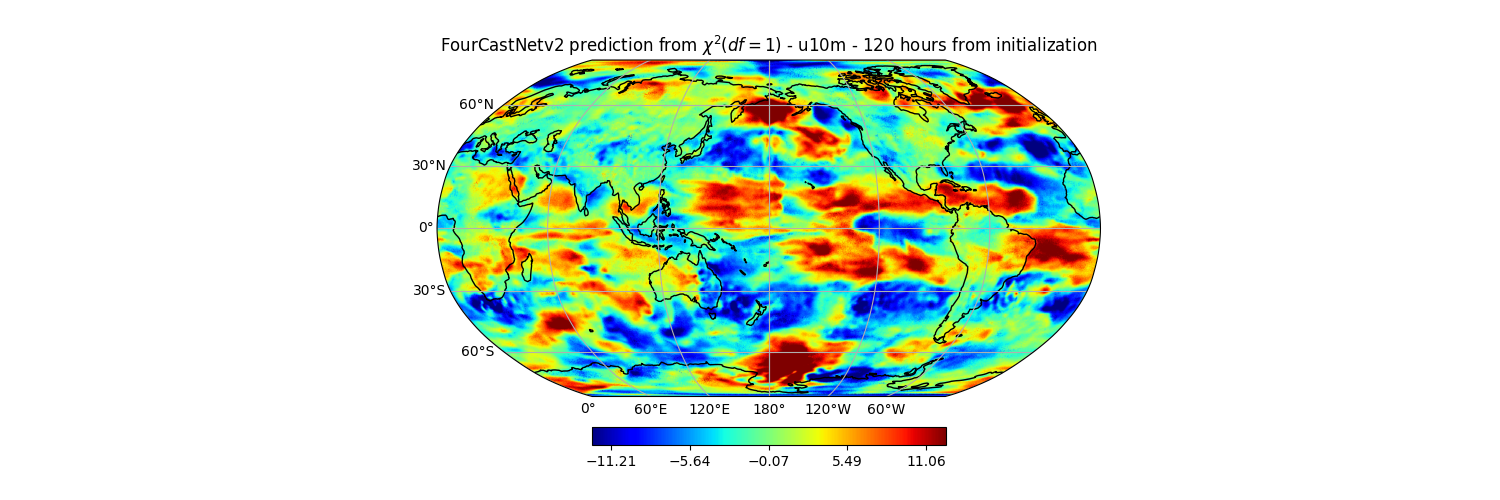 FourCastNetv2 prediction from χ²(df = 1) - u10m - 120 hours from initialization
60°N
30°N
0°
30°S
60°S
0° 60°E 120°E 180° 120°W 60°W
−11.21 −5.64 −0.07 5.49 11.06